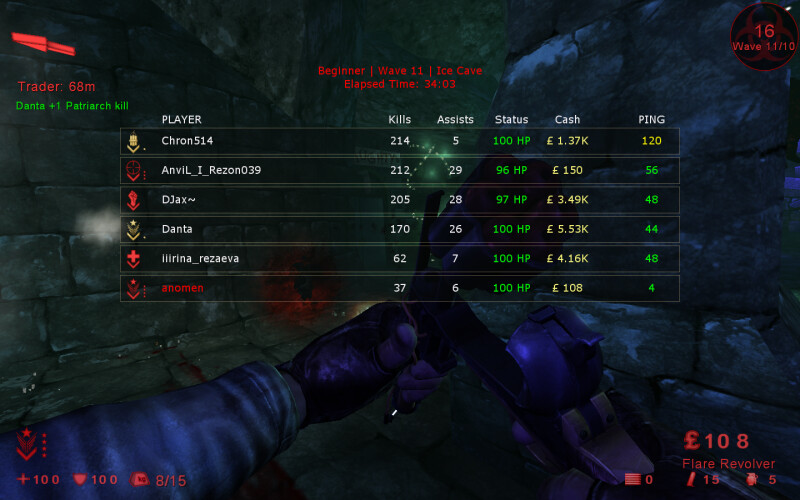 16
Wave 11/10
Beginner | Wave 11 | Ice Cave
Elapsed Time: 34:03
Trader: 68m
Danta +1 Patriarch kill
PLAYER Kills Assists Status Cash PING
Chron514 214 5 100 HP £ 1.37K 120
AnviL_I_Rezon039 212 29 96 HP £ 150 56
DJax~ 205 28 97 HP £ 3.49K 48
Danta 170 26 100 HP £ 5.53K 44
iiirina_rezaeva 62 7 100 HP £ 4.16K 48
anomen 37 6 100 HP £ 108 4
£108
Flare Revolver
100 100 8/15 0 15 5